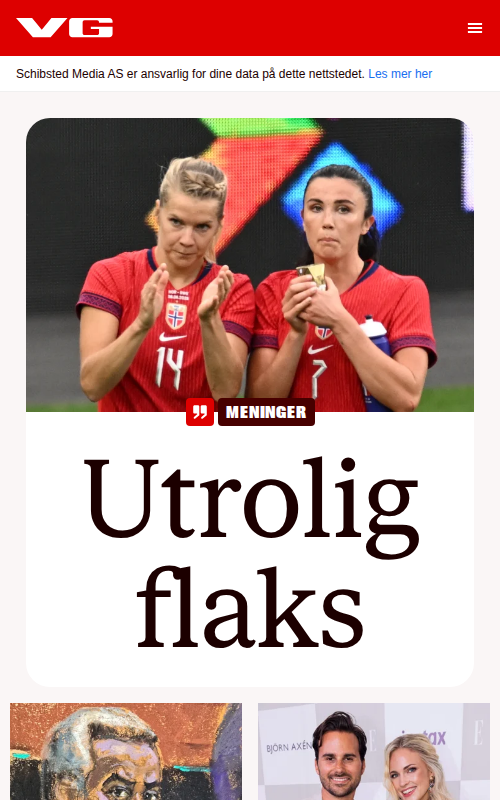 VG
Schibsted Media AS er ansvarlig for dine data på dette nettstedet. Les mer her
14
7
MENINGER
Utrolig
flaks
BJÖRN AXÉN